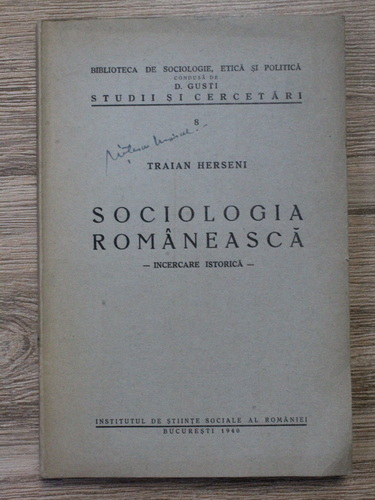 BIBLIOTECA DE SOCIOLOGIE, ETICĂ ȘI POLITICĂ
CONDUSĂ DE
D. GUSTI
STUDII ȘI CERCETĂRI
8
TRAIAN HERSENI
SOCIOLOGIA
ROMÂNEASCĂ
— INCERCARE ISTORICĂ —
INSTITUTUL DE ȘTIINȚE SOCIALE AL ROMÂNIEI
BUCUREȘTI 1940